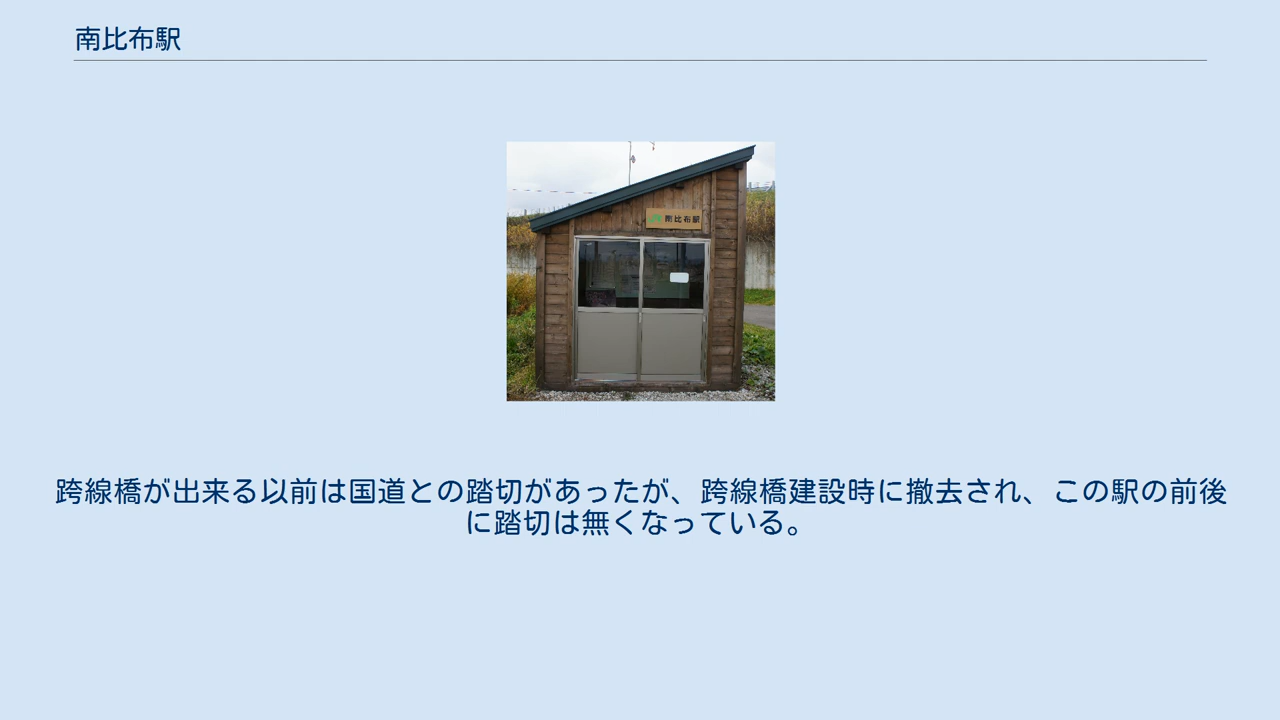 南比布駅
南比布駅
跨線橋が出来る以前は国道との踏切があったが、跨線橋建設時に撤去され、この駅の前後
に踏切は無くなっている。